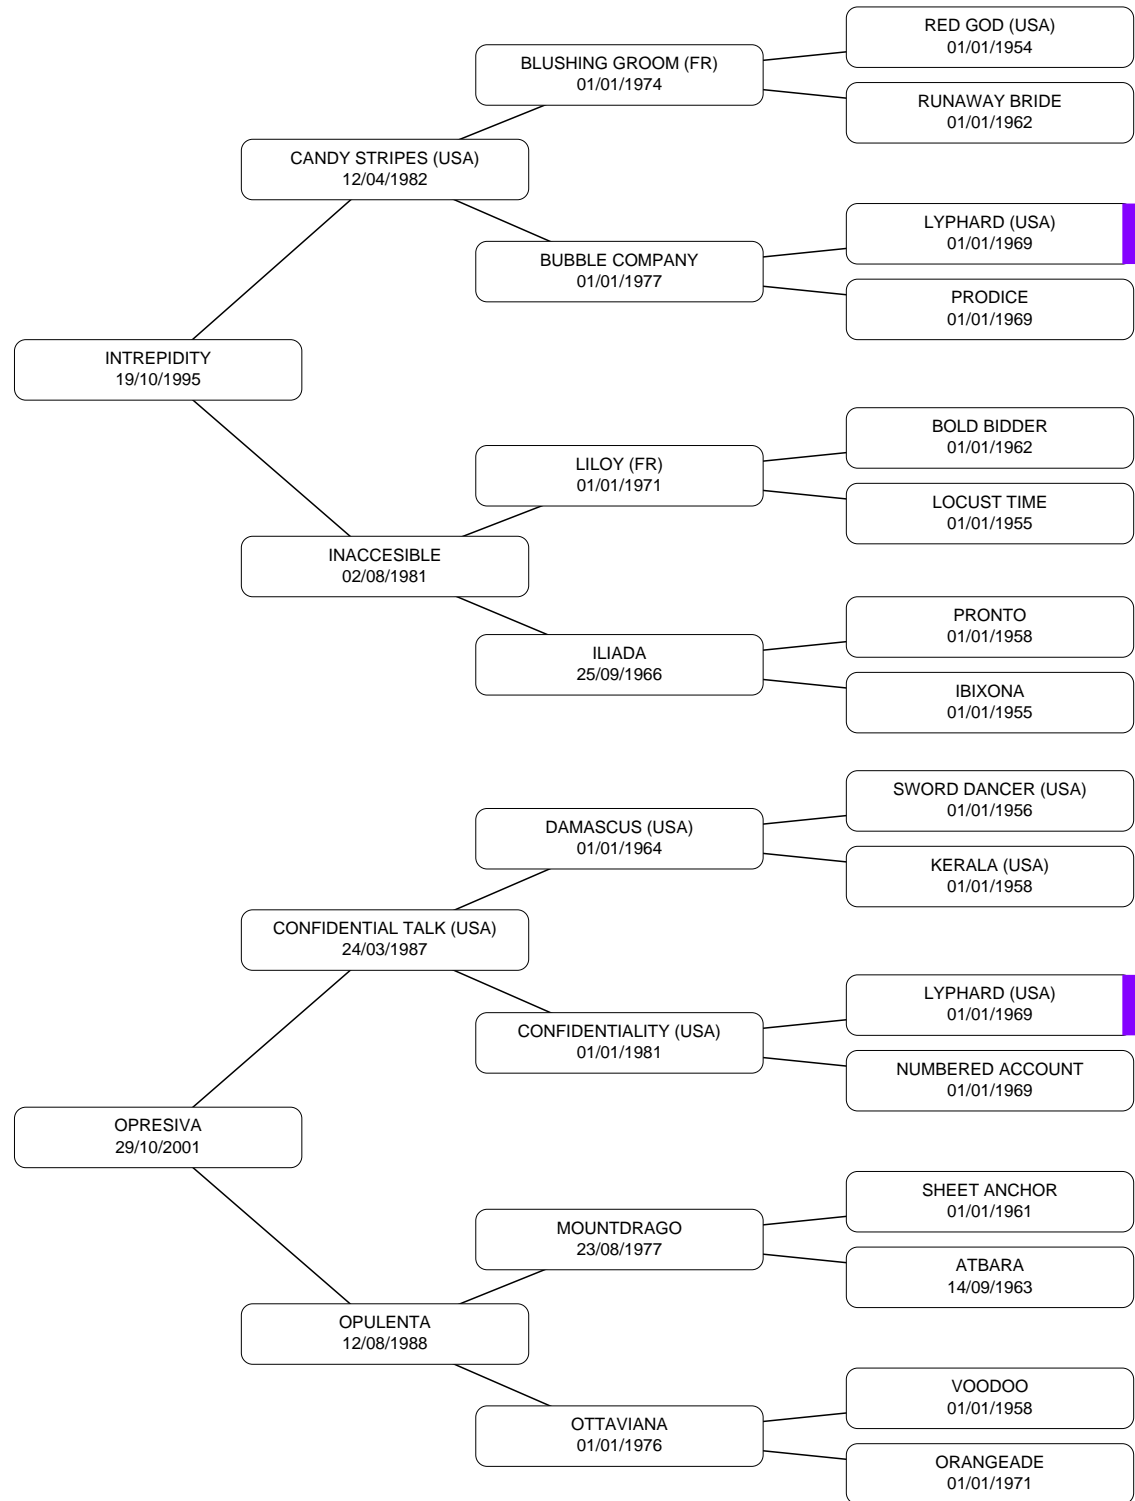 RED GOD (USA)
01/01/1954
BLUSHING GROOM (FR)
01/01/1974
RUNAWAY BRIDE
01/01/1962
CANDY STRIPES (USA)
12/04/1982
LYPHARD (USA)
01/01/1969
BUBBLE COMPANY
01/01/1977
PRODICE
01/01/1969
INTREPIDITY
19/10/1995
BOLD BIDDER
01/01/1962
LILOY (FR)
01/01/1971
LOCUST TIME
01/01/1955
INACCESIBLE
02/08/1981
PRONTO
01/01/1958
ILIADA
25/09/1966
IBIXONA
01/01/1955
SWORD DANCER (USA)
01/01/1956
DAMASCUS (USA)
01/01/1964
KERALA (USA)
01/01/1958
CONFIDENTIAL TALK (USA)
24/03/1987
LYPHARD (USA)
01/01/1969
CONFIDENTIALITY (USA)
01/01/1981
NUMBERED ACCOUNT
01/01/1969
OPRESIVA
29/10/2001
SHEET ANCHOR
01/01/1961
MOUNTDRAGO
23/08/1977
ATBARA
14/09/1963
OPULENTA
12/08/1988
VOODOO
01/01/1958
OTTAVIANA
01/01/1976
ORANGEADE
01/01/1971